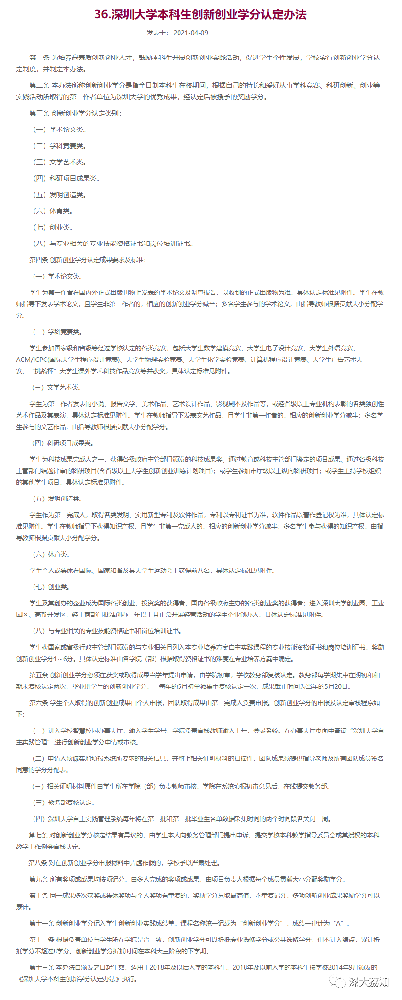 36.深圳大学本科生创新创业学分认定办法
发表于： 2021-04-09
第一条 为培养高素质创新创业人才，鼓励本科生开展创新创业实践活动，促进学生个性发展，学校实行创新创业学分认
定制度，并制定本办法。
第二条 本办法所称创新创业学分是指全日制本科生在校期间，根据自己的特长和爱好从事学科竞赛、科研创新、创业等
实践活动所取得的第一作者单位为深圳大学的优秀成果，经认定后被授予的奖励学分。
第三条 创新创业学分认定类别：
（一）学术论文类。
（二）学科竞赛类。
（三）文学艺术类。
（四）科研项目成果类。
（五）发明创造类。
（六）体育类。
（七）创业类。
（八）与专业相关的专业技能资格证书和岗位培训证书。
第四条 创新创业学分认定成果要求及标准：
（一）学术论文类。
学生为第一作者在国内外正式出版刊物上发表的学术论文及调查报告，以收到的正式出版物为准，具体认定标准见附件。学生在教
师指导下发表学术论文，且学生非第一作者的，相应的创新创业学分减半；多名学生参与的学术论文，由指导教师根据贡献大小分配学
分。
（二）学科竞赛类。
学生参加国家级和省级等经过学校认定的各类竞赛，包括大学生数学建模竞赛、大学生电子设计竞赛、大学生外语竞赛、
ACM/ICPC(国际大学生程序设计竞赛)、大学生物理实验竞赛、大学生化学实验竞赛、计算机程序设计竞赛、大学生广告艺术大
赛、“挑战杯”大学生课外学术科技作品竞赛等并获奖，具体认定标准见附件。
（三）文学艺术类。
学生为第一作者发表的小说、报告文学、美术作品、艺术设计作品、影视剧本及作品等，或经省级以上专业机构表彰的各类独创性
艺术作品及其表演，具体认定标准见附件。学生在教师指导下发表文艺作品，且学生非第一作者的，相应的创新创业学分减半；多名学
生参与的文艺作品，由指导教师根据贡献大小分配学分。
（四）科研项目成果类。
学生为科技成果完成人之一，获得各级政府主管部门颁发的科技成果奖、通过教育或科技主管部门鉴定的项目成果、通过各级科技
主管部门结题评审的科研项目(含省级以上大学生创新创业训练计划项目)；或学生参加市厅级以上纵向科研项目；或学生主持学校组织
的其他学生项目，具体认定标准见附件。
（五）发明创造类。
学生作为第一完成人，取得各类发明、实用新型专利及软件作品，专利以专利证书为准，软件作品以著作登记权为准，具体认定标
准见附件。学生在教师指导下获得知识产权，且学生非第一完成人的，相应的创新创业学分减半；多名学生参与获得的知识产权，由指
导教师根据贡献大小分配学分。
（六）体育类。
学生个人或集体在国际、国家和省及其大学生运动会上获得前八名，具体认定标准见附件。
（七）创业类。
学生及其创办的企业成为国际各类创业、投资奖的获得者，国内各级政府主办的各类创业奖的获得者；进入深圳大学创业园、工业
园区、高新开发区，经工商部门批准创办一年以上且正常开展经营活动的学生企业创办人，具体认定标准见附件。
（八）与专业相关的专业技能资格证书和岗位培训证书。
学生获国家或省级行政主管部门颁发的与专业相关且列入本专业培养方案自主实践课程的专业技能资格证书和岗位培训证书，奖励
创新创业学分1～6分。具体认定标准由各学院（部）根据取得资格证书的难度在专业培养方案中确定。
第五条 创新创业学分必须在获奖或取得成果当学年提出申请，由学院初审，学校教务部复核认定。教务部每学期集中在期初和和
期末复核认定两次，毕业班学生的创新创业学分，于每年的5月初单独集中复核认定一次，成果截止时间为当年的5月20日。
第六条 学生个人取得的创新创业成果由个人申报，团队取得成果由第一完成人负责申报。创新创业学分的申报及认定审核程序如
下：
（一）进入学校智慧校园办事大厅，输入学生学号，学院负责审核教师输入工号，登录系统，在办事大厅页面中查询“深圳大学自
主实践管理”,进行创新创业学分申请或审核。
（二）申请人须诚实地填报系统所要求的相关信息，并附上相关证明材料的扫描件，团队成果须提供指导老师及所有团队成员签名
同意的学分分配表。
（三）相关证明材料原件由学生所在学院（部）负责教师审核，学院在系统填报初审意见后，在线提交教务部。
（三）教务部复核认定。
（四）深圳大学自主实践管理系统每年将在第一批和第二批毕业生名单数据采集时间的两个时间段各关闭一周。
第七条 对创新创业学分核定结果有异议的，由学生本人向教务管理部门提出申诉，提交学校本科教学指导委员会或其授权的本科
教学工作例会审核认定。
第八条 对在创新创业学分申报材料中弄虚作假的，学校予以严肃处理。
第九条 所有奖项或成果均按项记分。由多人完成的奖项或成果，由项目负责人根据每个成员贡献大小分配奖励学分。
第十条 同一成果多次获奖或集体奖项与个人奖项有重复的，奖励学分只取最高值，不重复记分；多项创新创业成果奖励学分可以
累计。
第十一条 创新创业学分记入学生创新创业实践成绩单。课程名称统一记载为“创新创业学分”，成绩一律计为“A”。
第十二条 根据负责单位与学生所在学院是否一致，创新创业学分可以折抵专业选修学分或公共选修学分，但不计入绩点，累计折
抵学分不超过8学分。创新创业学分折抵时间在本科大三阶段的下学期。
第十三条 本办法自颁发之日起生效，适用于2018年及以后入学的本科生。2018年及以前入学的本科生按学校2014年9月颁发的
《深圳大学本科生创新学分认定办法》执行。
深大荔知